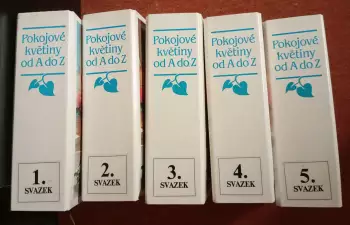 Pokojové
květiny
od A do Z
1.
SVAZEK
Pokojové
květiny
od A do Z
2.
SVAZEK
Pokojové
květiny
od A do Z
3.
SVAZEK
Pokojové
květiny
od A do Z
4.
SVAZEK
Pokojové
květiny
od A do Z
5.
SVAZEK